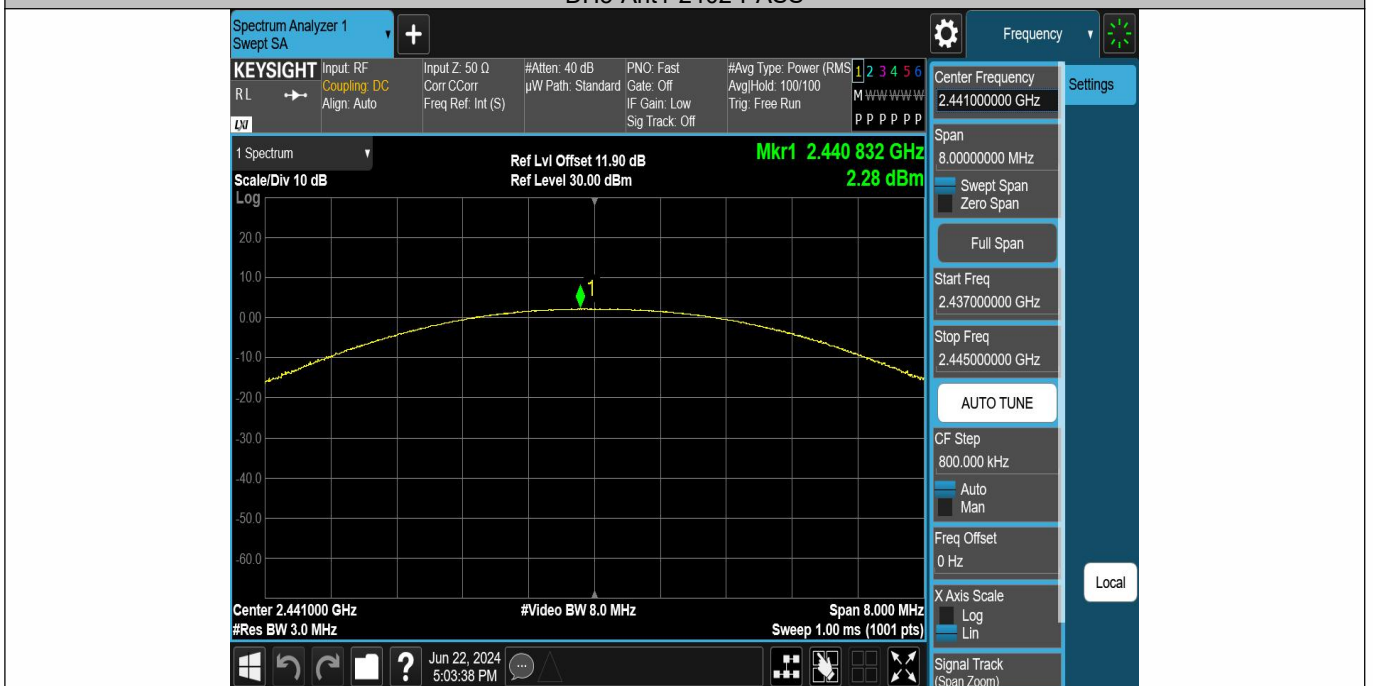 Spectrum Analyzer 1
Swept SA
+
Frequency
KEYSIGHT
RL
LXI
Input: RF
Coupling: DC
Align: Auto
Input Z: 50 Ω
Corr CCorr
Freq Ref: Int (S)
#Atten: 40 dB
µW Path: Standard
PNO: Fast
Gate: Off
IF Gain: Low
Sig Track: Off
#Avg Type: Power (RMS
Avg|Hold: 100/100
Trig: Free Run
1 2 3 4 5 6
M W W W W W
P P P P P P
1 Spectrum
Scale/Div 10 dB
Log
Ref Lvl Offset 11.90 dB
Ref Level 30.00 dBm
Mkr1 2.440 832 GHz
2.28 dBm
20.0
10.0
0.00
-10.0
-20.0
-30.0
-40.0
-50.0
-60.0
1
Center 2.441000 GHz
#Res BW 3.0 MHz
#Video BW 8.0 MHz
Span 8.000 MHz
Sweep 1.00 ms (1001 pts)
?
Jun 22, 2024
5:03:38 PM
Center Frequency
2.441000000 GHz
Span
8.00000000 MHz
Swept Span
Zero Span
Full Span
Start Freq
2.437000000 GHz
Stop Freq
2.445000000 GHz
AUTO TUNE
CF Step
800.000 kHz
Auto
Man
Freq Offset
0 Hz
X Axis Scale
Log
Lin
Signal Track
(Span Zoom)
Settings
Local